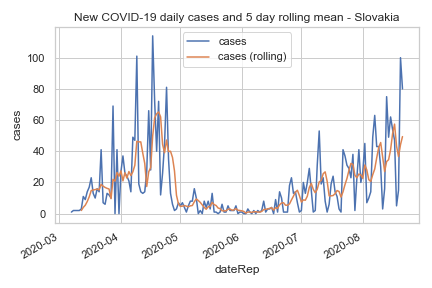 New COVID-19 daily cases and 5 day rolling mean - Slovakia
cases
cases (rolling)
100
80
60
40
20
0
cases
2020-03
2020-04
2020-05
2020-06
2020-07
2020-08
dateRep